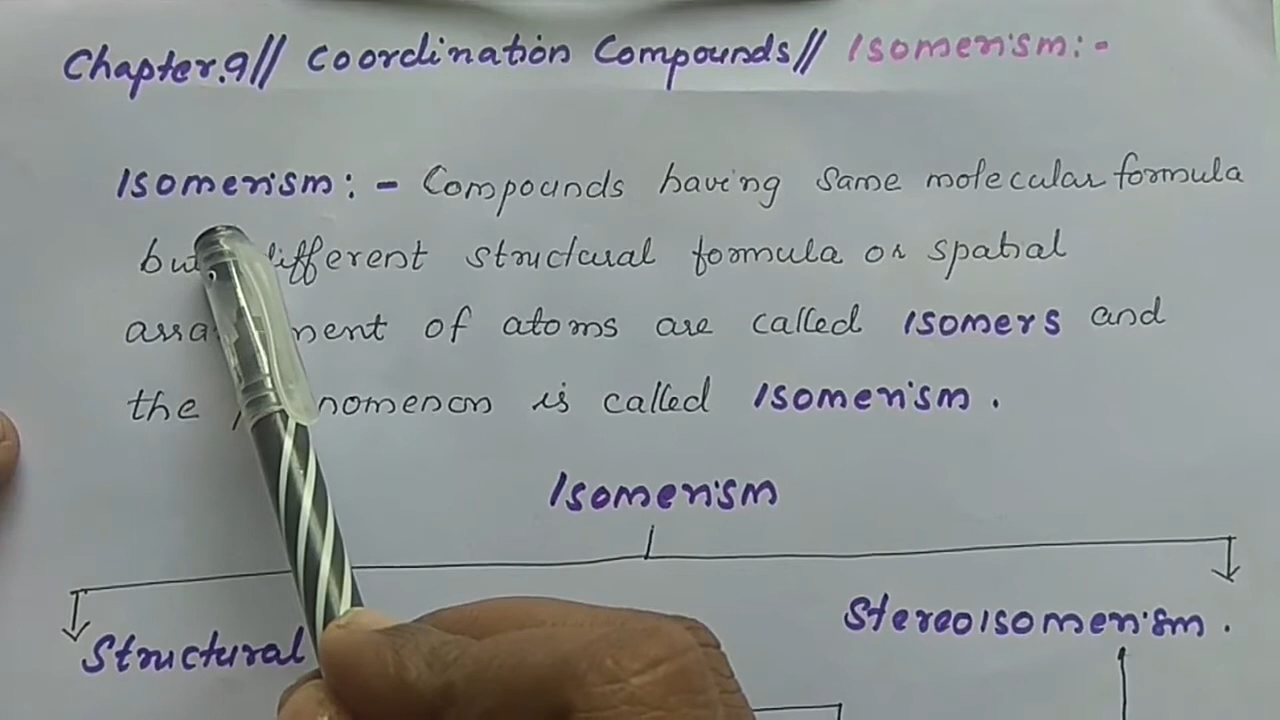 Chapter.9// Coordination Compounds// Isomerism:-
Isomerism:- Compounds having same molecular formula
but different structural formula or spatial
of atoms are called Isomers and
the is called Isomerism.
Isomerism
Structural
Stereoisomerism.